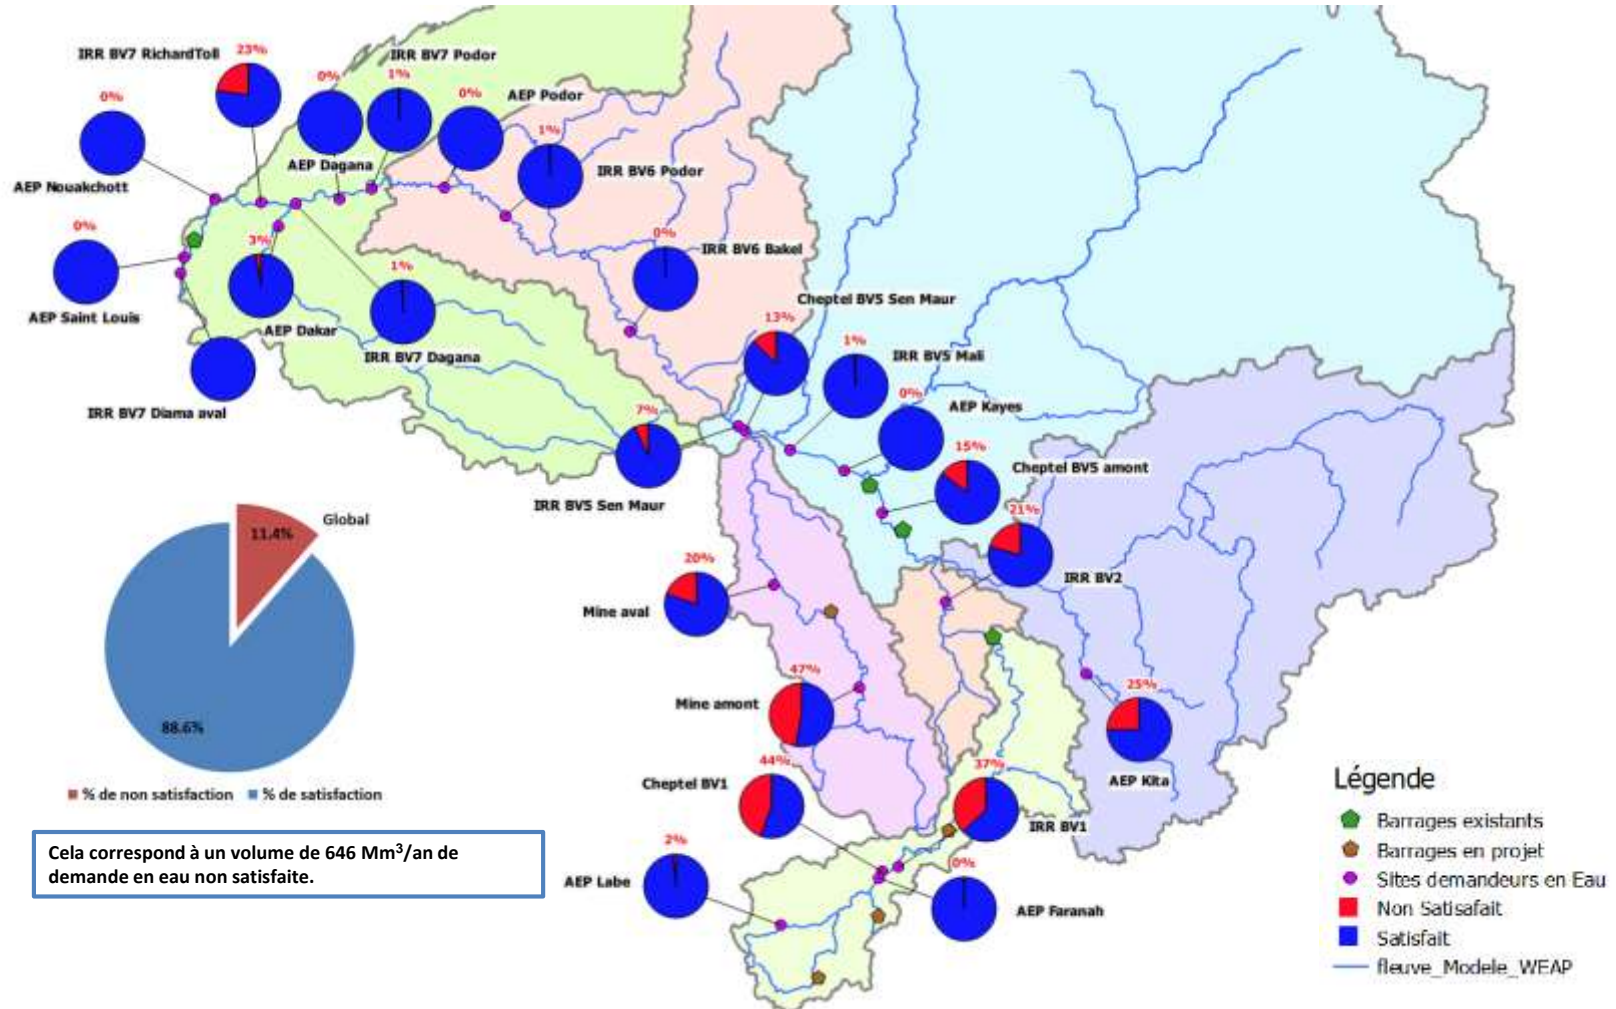 IRR BV7 RichardToll
23%
IRR BV7 Podor
0%
1%
0%
0%
AEP Podor
1%
AEP Dagana
IRR BV6 Podor
AEP Nouakchott
0%
3%
0%
IRR BV6 Bakel
1%
AEP Saint Louis
AEP Dakar
IRR BV7 Dagana
IRR BV7 Diama aval
Cheptel BV5 Sen Maur
13%
1%
IRR BV5 Mali
0%
AEP Kayes
7%
15%
Cheptel BV5 amont
IRR BV5 Sen Maur
21%
IRR BV2
Global
11.4%
88.6%
% de non satisfaction
% de satisfaction
20%
Mine aval
47%
Mine amont
25%
AEP Kita
44%
Cheptel BV1
37%
IRR BV1
2%
AEP Labe
0%
AEP Faranah
Cela correspond à un volume de 646 Mm³/an de
demande en eau non satisfaite.
Légende
Barrages existants
Barrages en projet
Sites demandeurs en Eau
Non Satisafait
Satisfait
fleuve_Modele_WEAP